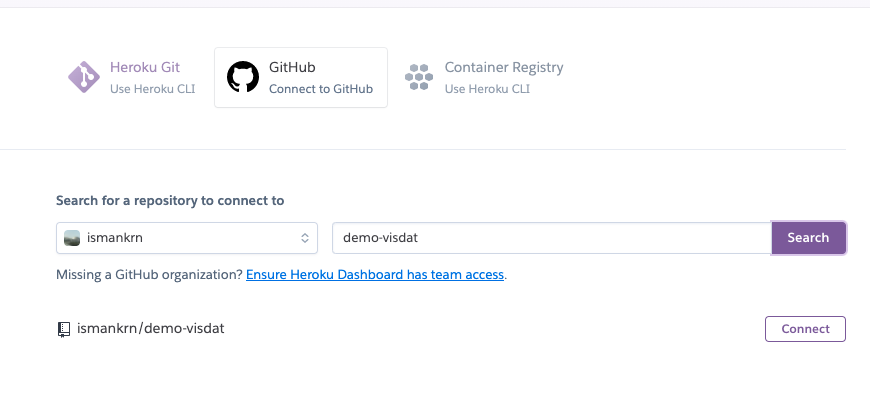 Heroku Git
Use Heroku CLI
GitHub
Connect to GitHub
Container Registry
Use Heroku CLI
Search for a repository to connect to
ismankrn
demo-visdat
Search
Missing a GitHub organization? Ensure Heroku Dashboard has team access.
ismankrn/demo-visdat
Connect